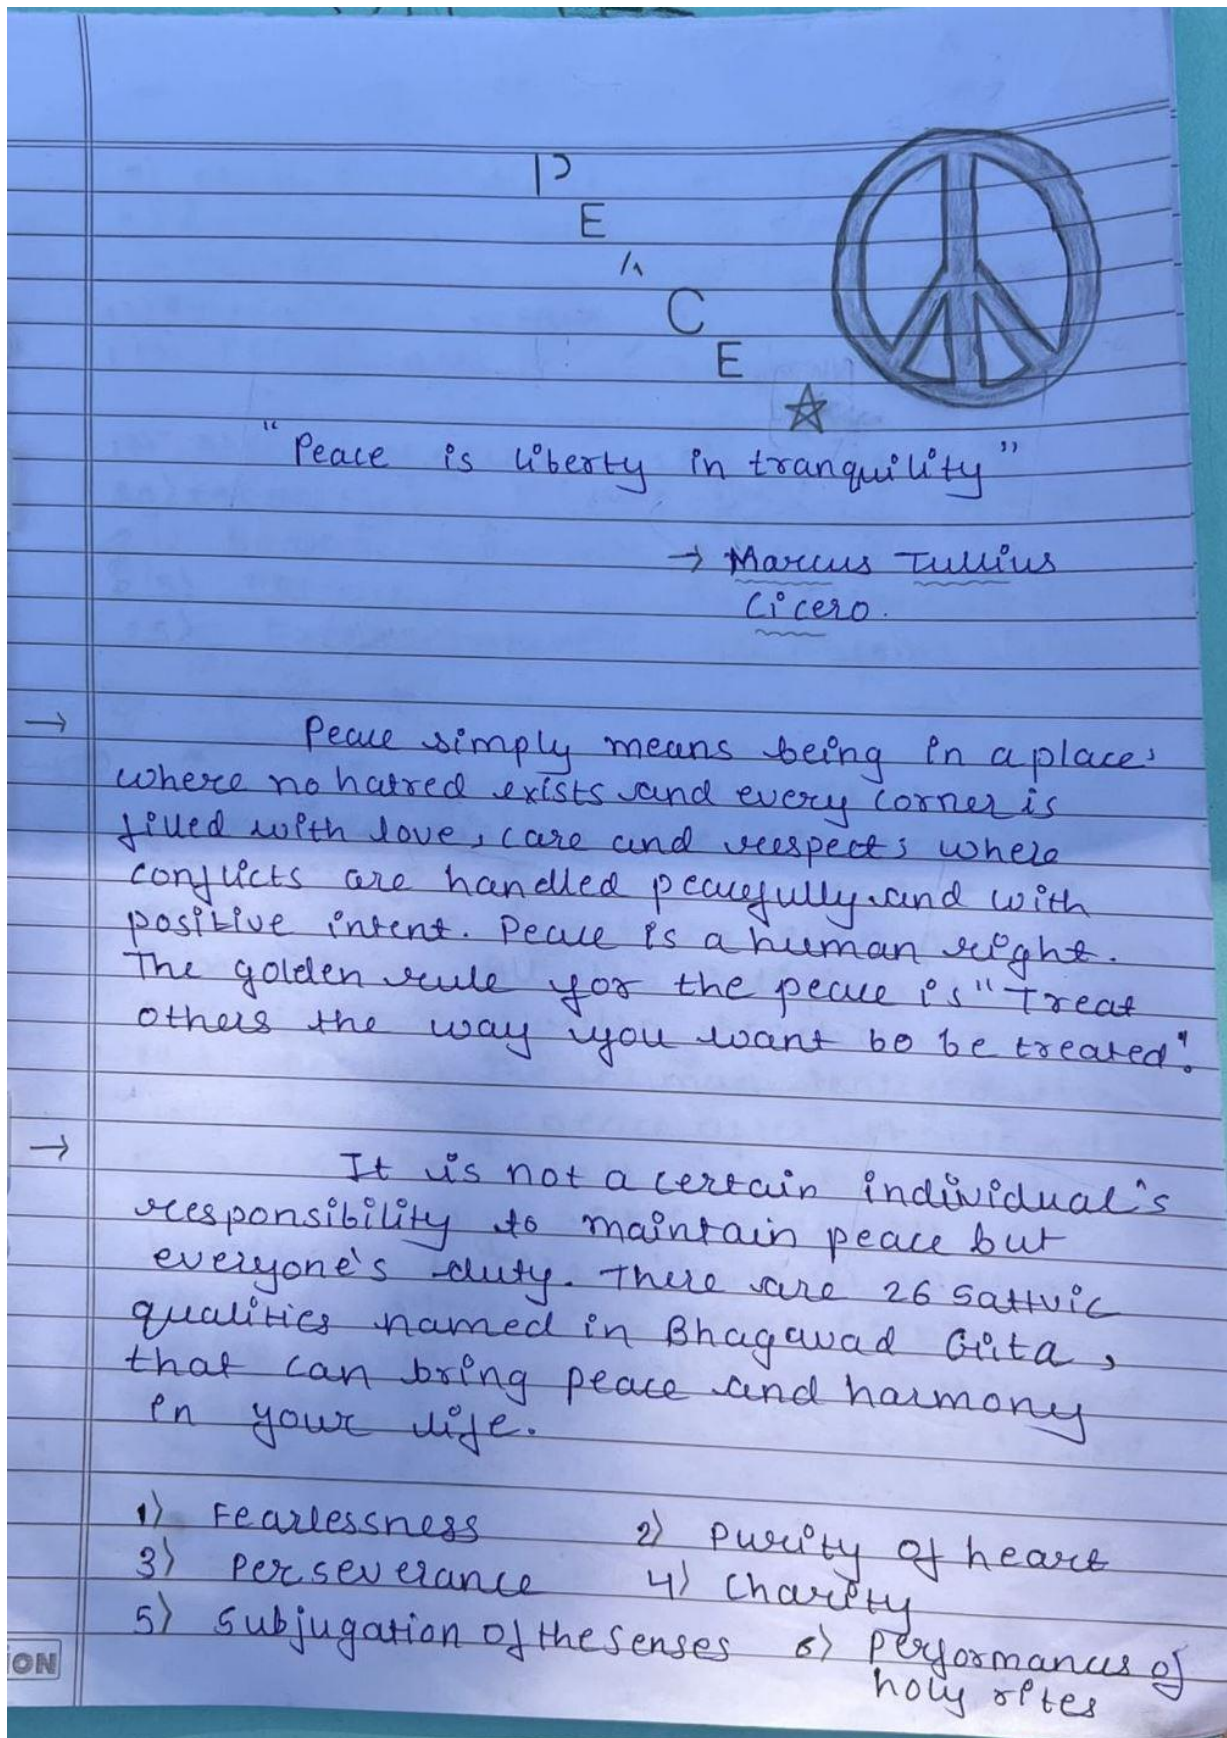 P
E
A
C
E
"Peace is liberty in tranquility"
→ Marcus Tullius
Cicero.
→ Peace simply means being in a place,
where no hatred exists and every corner is
filled with love, care and respect; where
conflicts are handled peacefully and with
positive intent. Peace is a human right.
The golden rule for the peace is "Treat
others the way you want bo be treated".
→ It is not a certain individual's
responsibility to maintain peace but
everyone's duty. There are 26 Sattvic
qualities named in Bhagavad Giita,
that can bring peace and harmony
in your life.
1) Fearlessness 2) Purity of heart
3) Perseverance 4) Charity
5) Subjugation of the Senses 6) Performances of
holy rites
ION